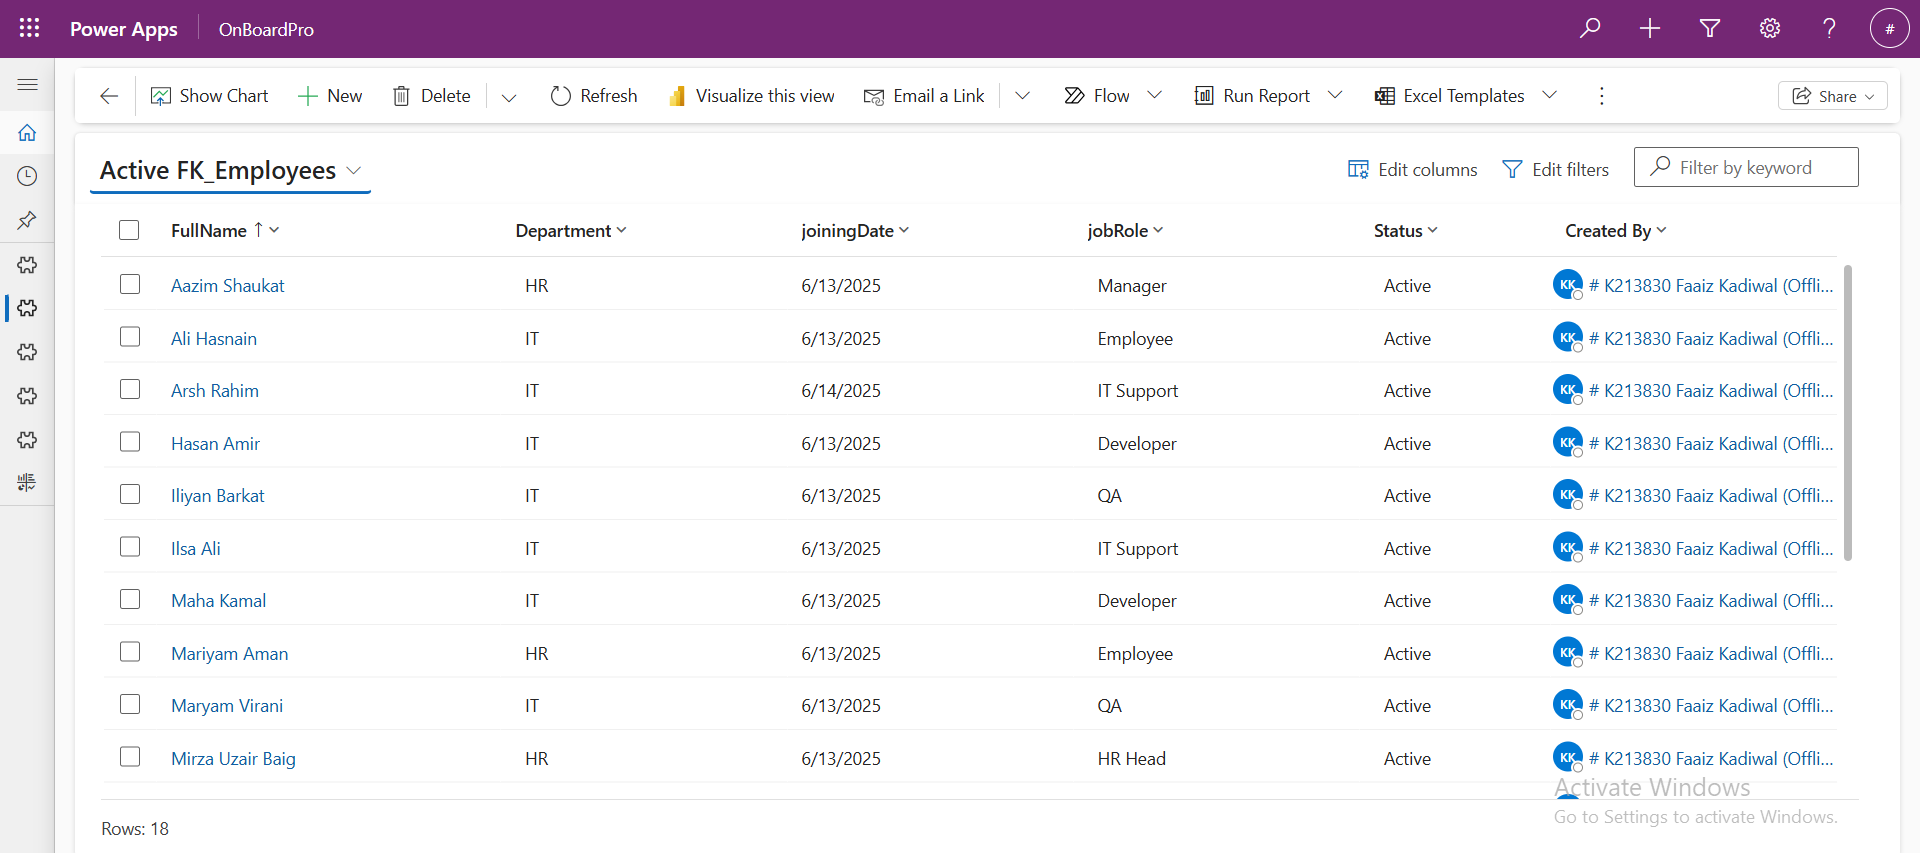 Power Apps OnBoardPro #
Show Chart New Delete Refresh Visualize this view Email a Link Flow Run Report Excel Templates Share
Active FK_Employees Edit columns Edit filters Filter by keyword
FullName Department joiningDate jobRole Status Created By
Aazim Shaukat HR 6/13/2025 Manager Active KK # K213830 Faaiz Kadiwal (Offli...
Ali Hasnain IT 6/13/2025 Employee Active KK # K213830 Faaiz Kadiwal (Offli...
Arsh Rahim IT 6/14/2025 IT Support Active KK # K213830 Faaiz Kadiwal (Offli...
Hasan Amir IT 6/13/2025 Developer Active KK # K213830 Faaiz Kadiwal (Offli...
Iliyan Barkat IT 6/13/2025 QA Active KK # K213830 Faaiz Kadiwal (Offli...
Ilsa Ali IT 6/13/2025 IT Support Active KK # K213830 Faaiz Kadiwal (Offli...
Maha Kamal IT 6/13/2025 Developer Active KK # K213830 Faaiz Kadiwal (Offli...
Mariyam Aman HR 6/13/2025 Employee Active KK # K213830 Faaiz Kadiwal (Offli...
Maryam Virani IT 6/13/2025 QA Active KK # K213830 Faaiz Kadiwal (Offli...
Mirza Uzair Baig HR 6/13/2025 HR Head Active KK # K213830 Faaiz Kadiwal (Offli...
Activate Windows
Go to Settings to activate Windows.
Rows: 18